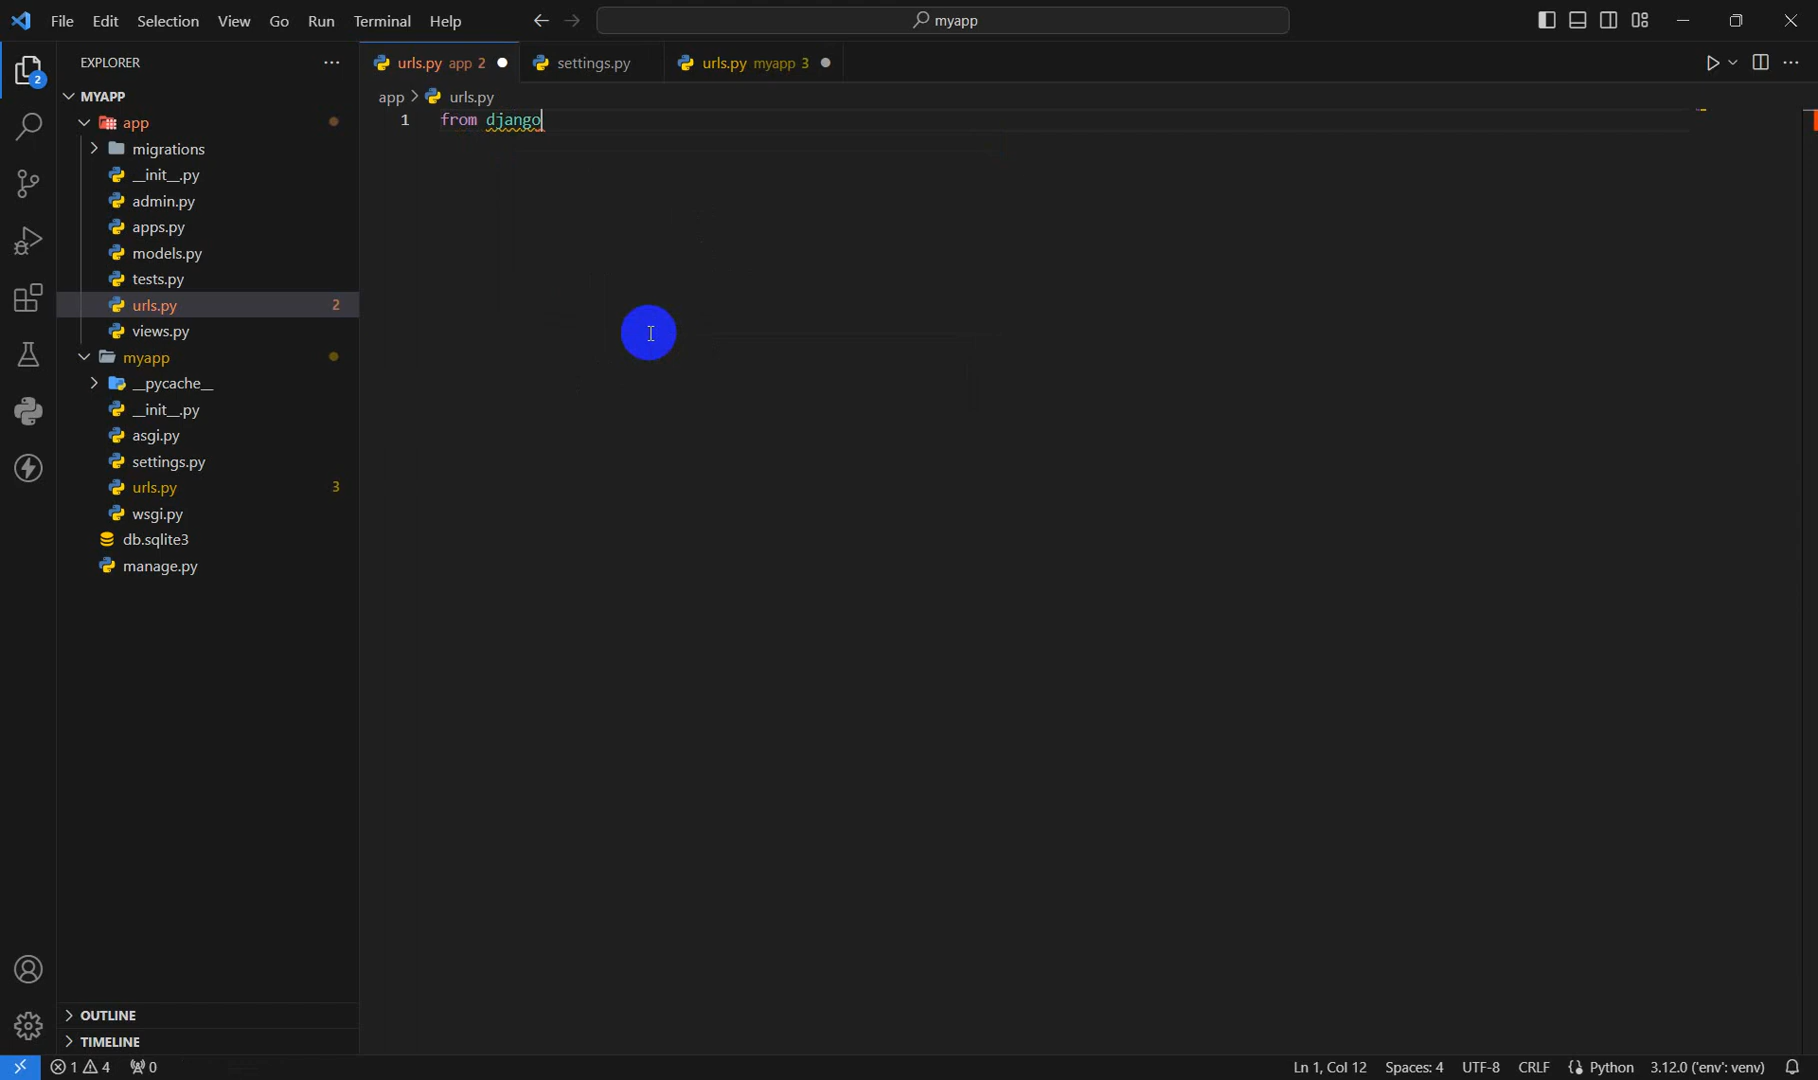 File Edit Selection View Go Run Terminal Help
myapp
EXPLORER
urls.py app 2
settings.py
urls.py myapp 3
MYAPP
app > urls.py
app
1 from django
migrations
__init__.py
admin.py
apps.py
models.py
tests.py
urls.py 2
views.py
myapp
__pycache__
__init__.py
asgi.py
settings.py
urls.py 3
wsgi.py
db.sqlite3
manage.py
2
OUTLINE
TIMELINE
1 4 0 Ln 1, Col 12 Spaces: 4 UTF-8 CRLF Python 3.12.0 ('env': venv)